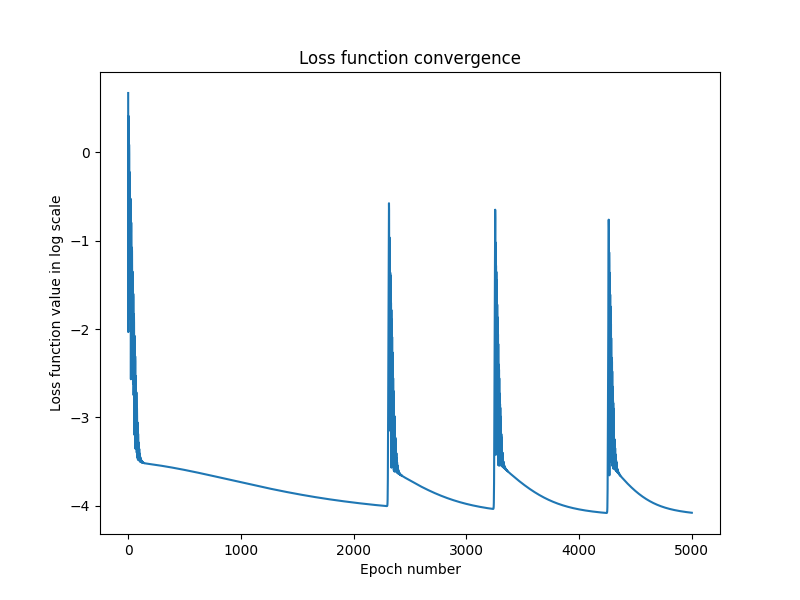 Loss function convergence
Loss function value in log scale
0
−1
−2
−3
−4
0 1000 2000 3000 4000 5000
Epoch number